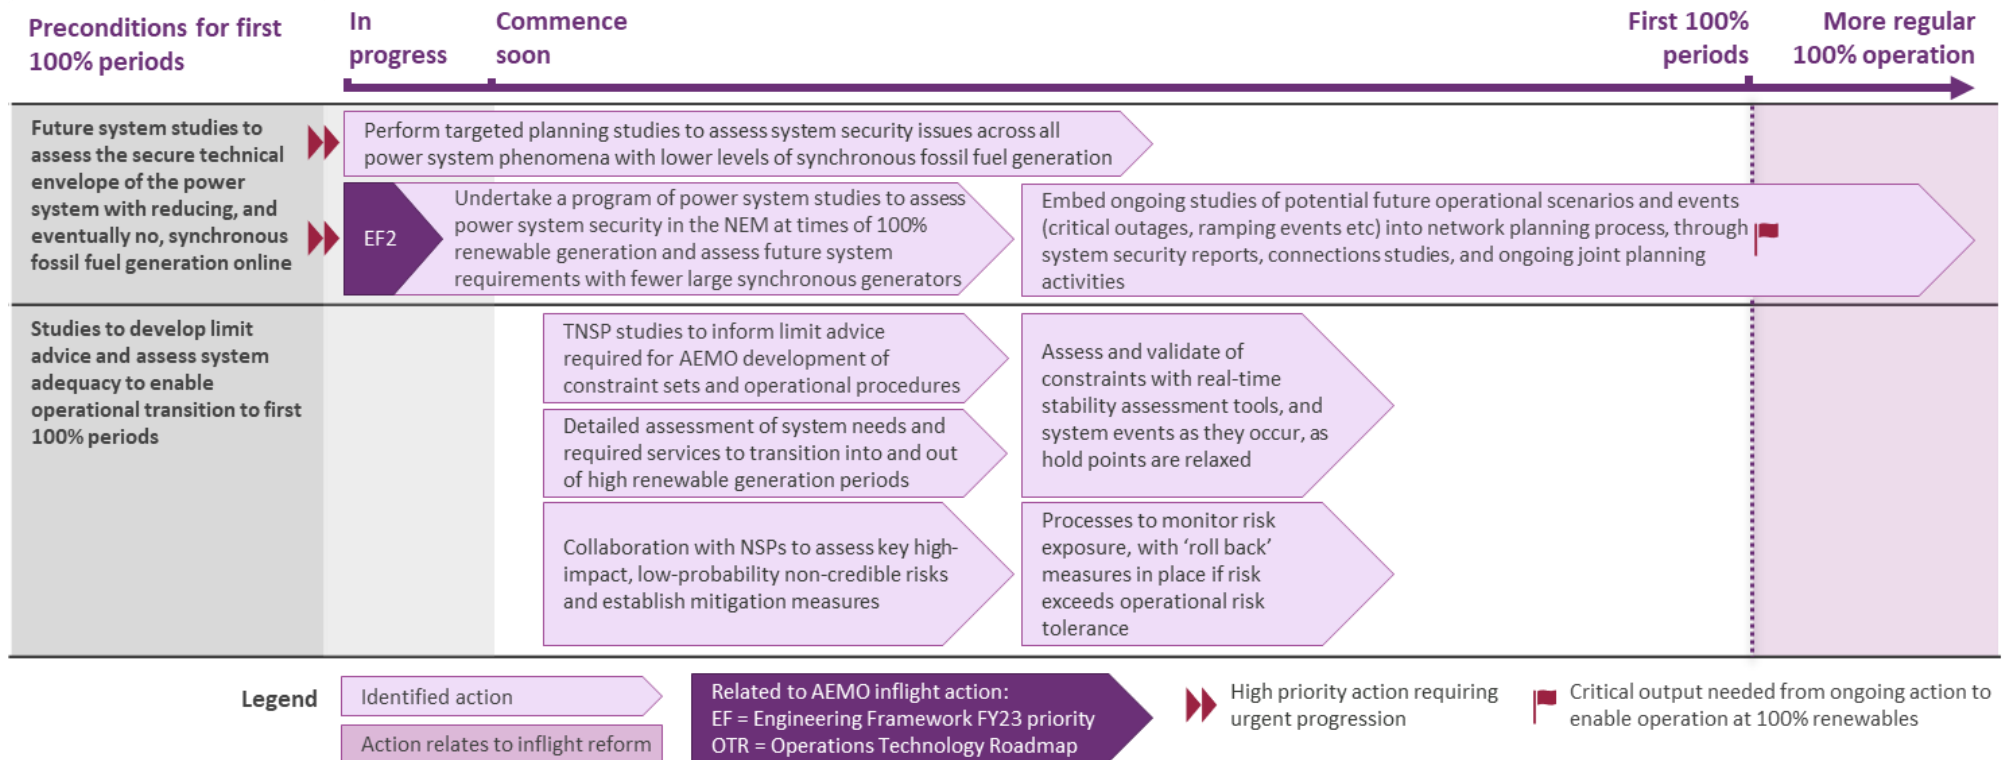 Preconditions for first
100% periods
In
progress
Commence
soon
First 100%
periods
More regular
100% operation
Future system studies to
assess the secure technical
envelope of the power
system with reducing, and
eventually no, synchronous
fossil fuel generation online
Perform targeted planning studies to assess system security issues across all
power system phenomena with lower levels of synchronous fossil fuel generation
EF2
Undertake a program of power system studies to assess
power system security in the NEM at times of 100%
renewable generation and assess future system
requirements with fewer large synchronous generators
Embed ongoing studies of potential future operational scenarios and events
(critical outages, ramping events etc) into network planning process, through
system security reports, connections studies, and ongoing joint planning
activities
Studies to develop limit
advice and assess system
adequacy to enable
operational transition to first
100% periods
TNSP studies to inform limit advice
required for AEMO development of
constraint sets and operational procedures
Detailed assessment of system needs and
required services to transition into and out
of high renewable generation periods
Collaboration with NSPs to assess key high-
impact, low-probability non-credible risks
and establish mitigation measures
Assess and validate of
constraints with real-time
stability assessment tools, and
system events as they occur, as
hold points are relaxed
Processes to monitor risk
exposure, with ‘roll back’
measures in place if risk
exceeds operational risk
tolerance
Legend
Identified action
Action relates to inflight reform
Related to AEMO inflight action:
EF = Engineering Framework FY23 priority
OTR = Operations Technology Roadmap
High priority action requiring
urgent progression
Critical output needed from ongoing action to
enable operation at 100% renewables